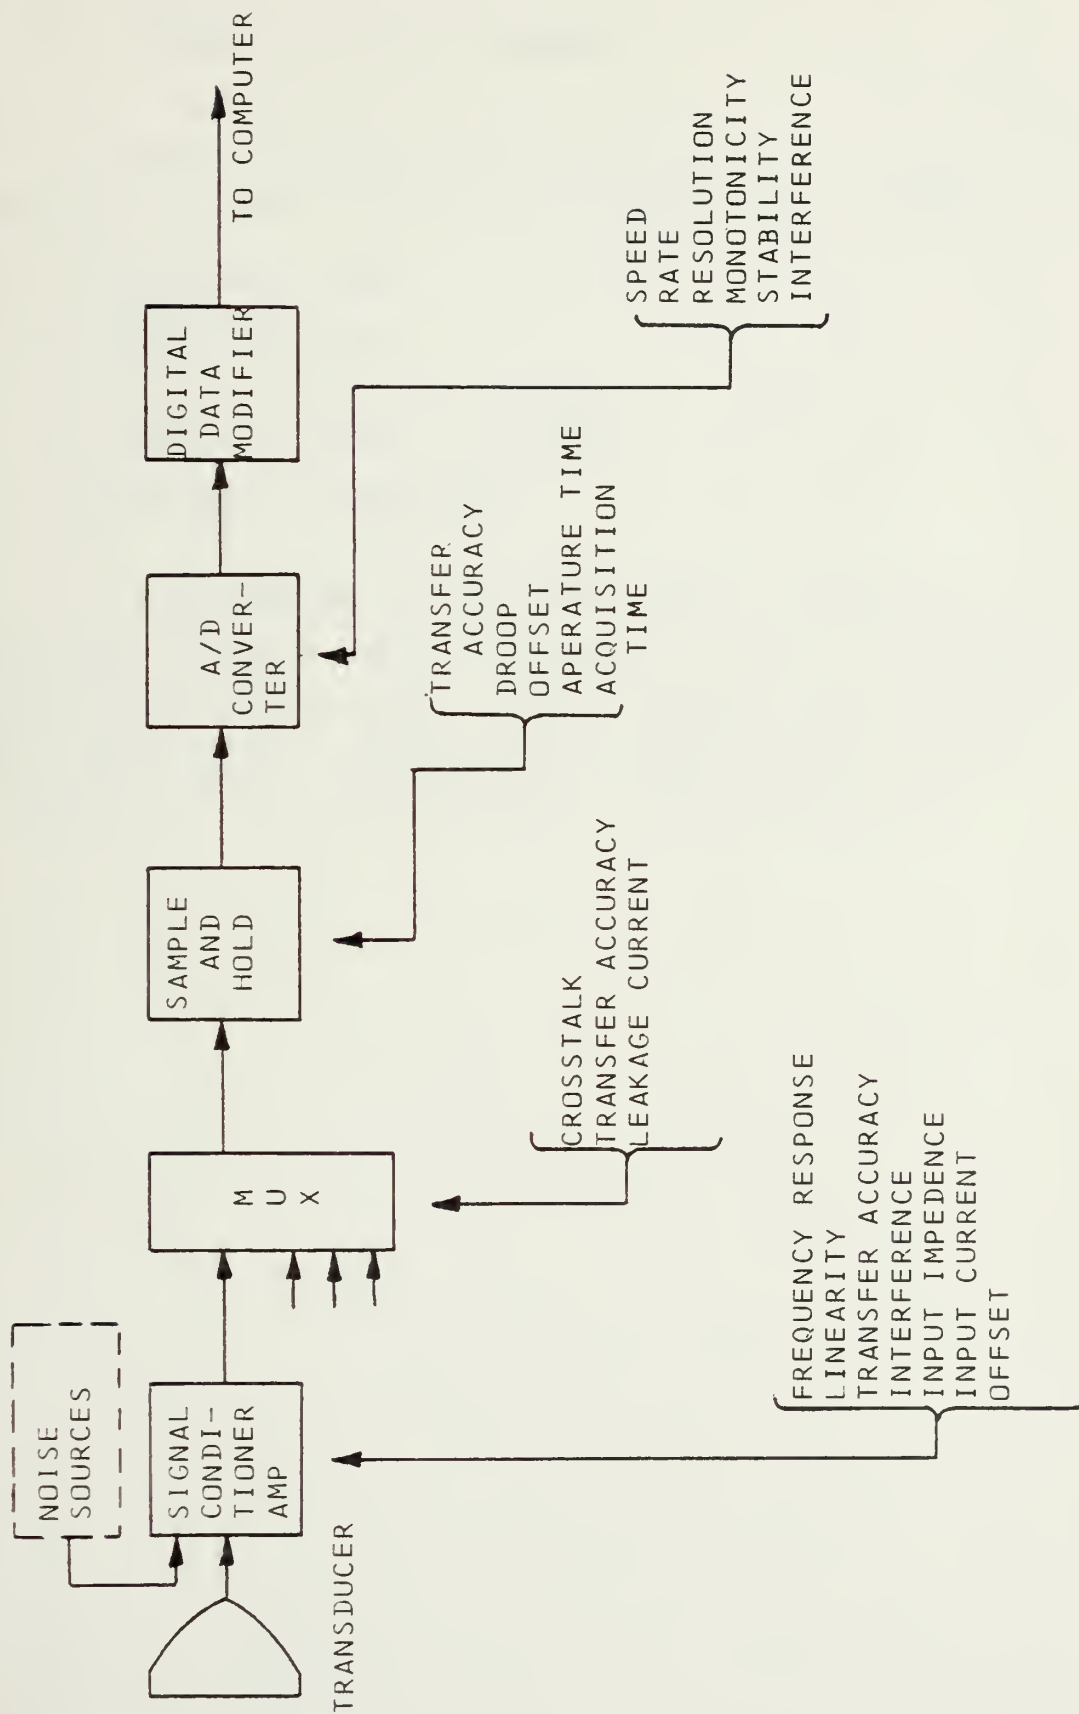 NOISE
SOURCES
SIGNAL
CONDI-
TIONER
AMP
TRANSDUCER
M
U
X
SAMPLE
AND
HOLD
A/D
CONVER-
TER
DIGITAL
DATA
MODIFIER
TO COMPUTER
FREQUENCY RESPONSE
LINEARITY
TRANSFER ACCURACY
INTERFERENCE
INPUT IMPEDENCE
INPUT CURRENT
OFFSET
CROSSTALK
TRANSFER ACCURACY
LEAKAGE CURRENT
TRANSFER
ACCURACY
DROOP
OFFSET
APERATURE TIME
ACQUISITION
TIME
SPEED
RATE
RESOLUTION
MONOTONICITY
STABILITY
INTERFERENCE